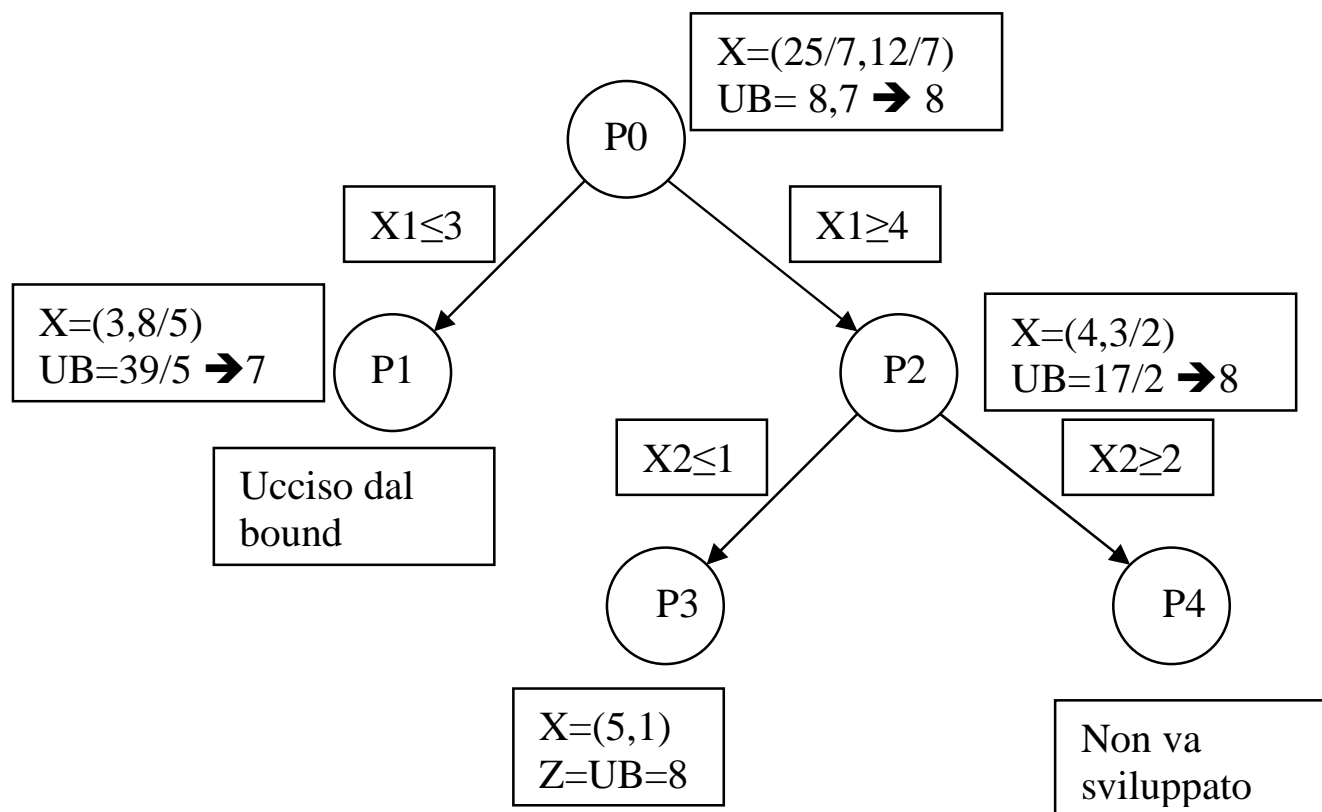 X=(25/7,12/7)
UB= 8,7 ➔ 8
P0
X1≤3
X1≥4
X=(3,8/5)
UB=39/5 ➔7
P1
P2
X=(4,3/2)
UB=17/2 ➔8
Ucciso dal
bound
X2≤1
X2≥2
P3
P4
X=(5,1)
Z=UB=8
Non va
sviluppato